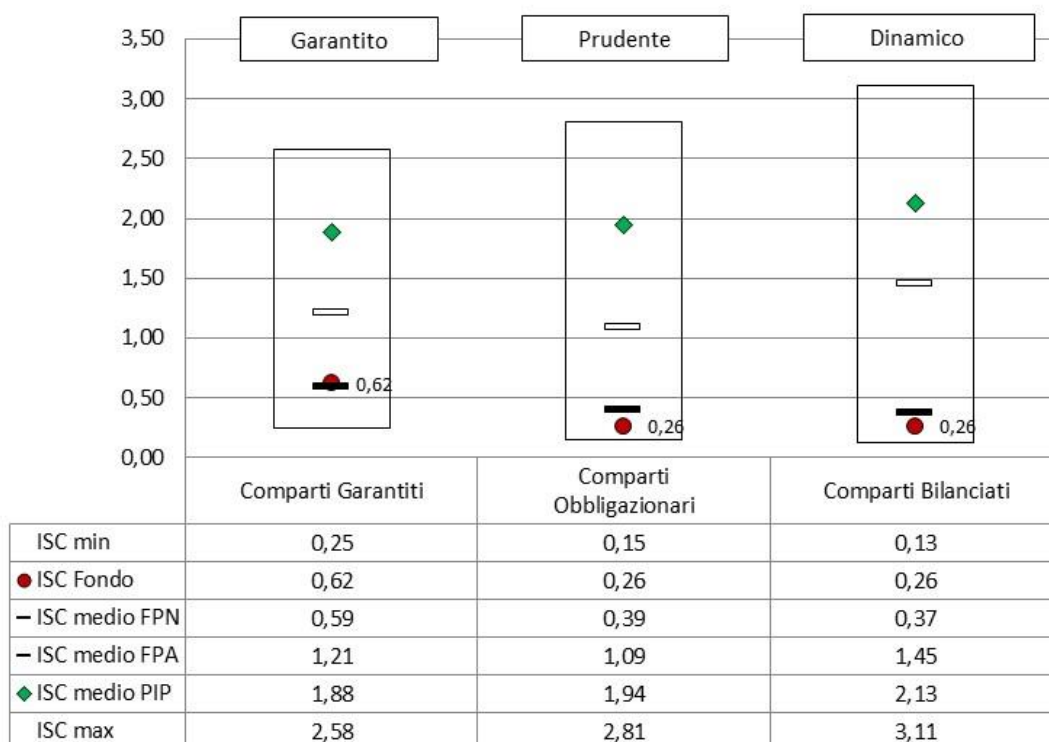 Garantito Prudente Dinamico
3,50
3,00
2,50
2,00
1,50
1,00
0,50
0,00
0,62 0,26 0,26
Comparti Garantiti Comparti Obbligazionari Comparti Bilanciati
ISC min 0,25 0,15 0,13
ISC Fondo 0,62 0,26 0,26
ISC medio FPN 0,59 0,39 0,37
ISC medio FPA 1,21 1,09 1,45
ISC medio PIP 1,88 1,94 2,13
ISC max 2,58 2,81 3,11